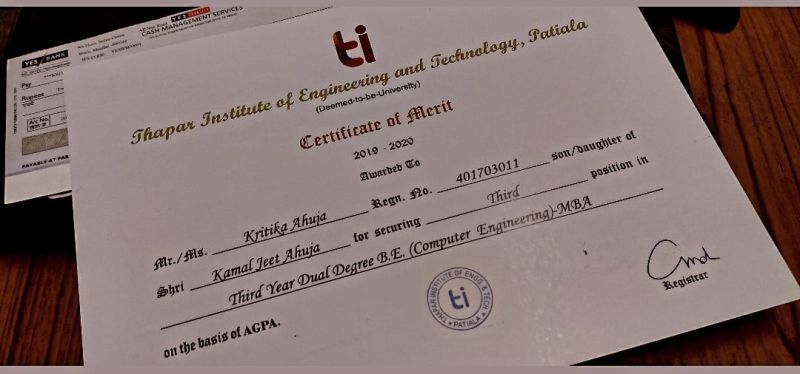 YES BANK
YES BANK
CASH MANAGEMENT SERVICES
Pay
Rupees
A/c No.
PAYABLE AT PAR
ti
Thapar Institute of Engineering and Technology, Patiala
(Deemed-to-be-University)
Certificate of Merit
2019 - 2020
Awarded To
Mr./Ms. Kritika Ahuja Regn. No. 401703011 son/daughter of
Shri Kamal Jeet Ahuja for securing Third position in
Third Year Dual Degree B.E. (Computer Engineering)-MBA
on the basis of AGPA.
THAPAR INSTITUTE OF ENGG. & TECH.
ti
* PATIALA *
Registrar